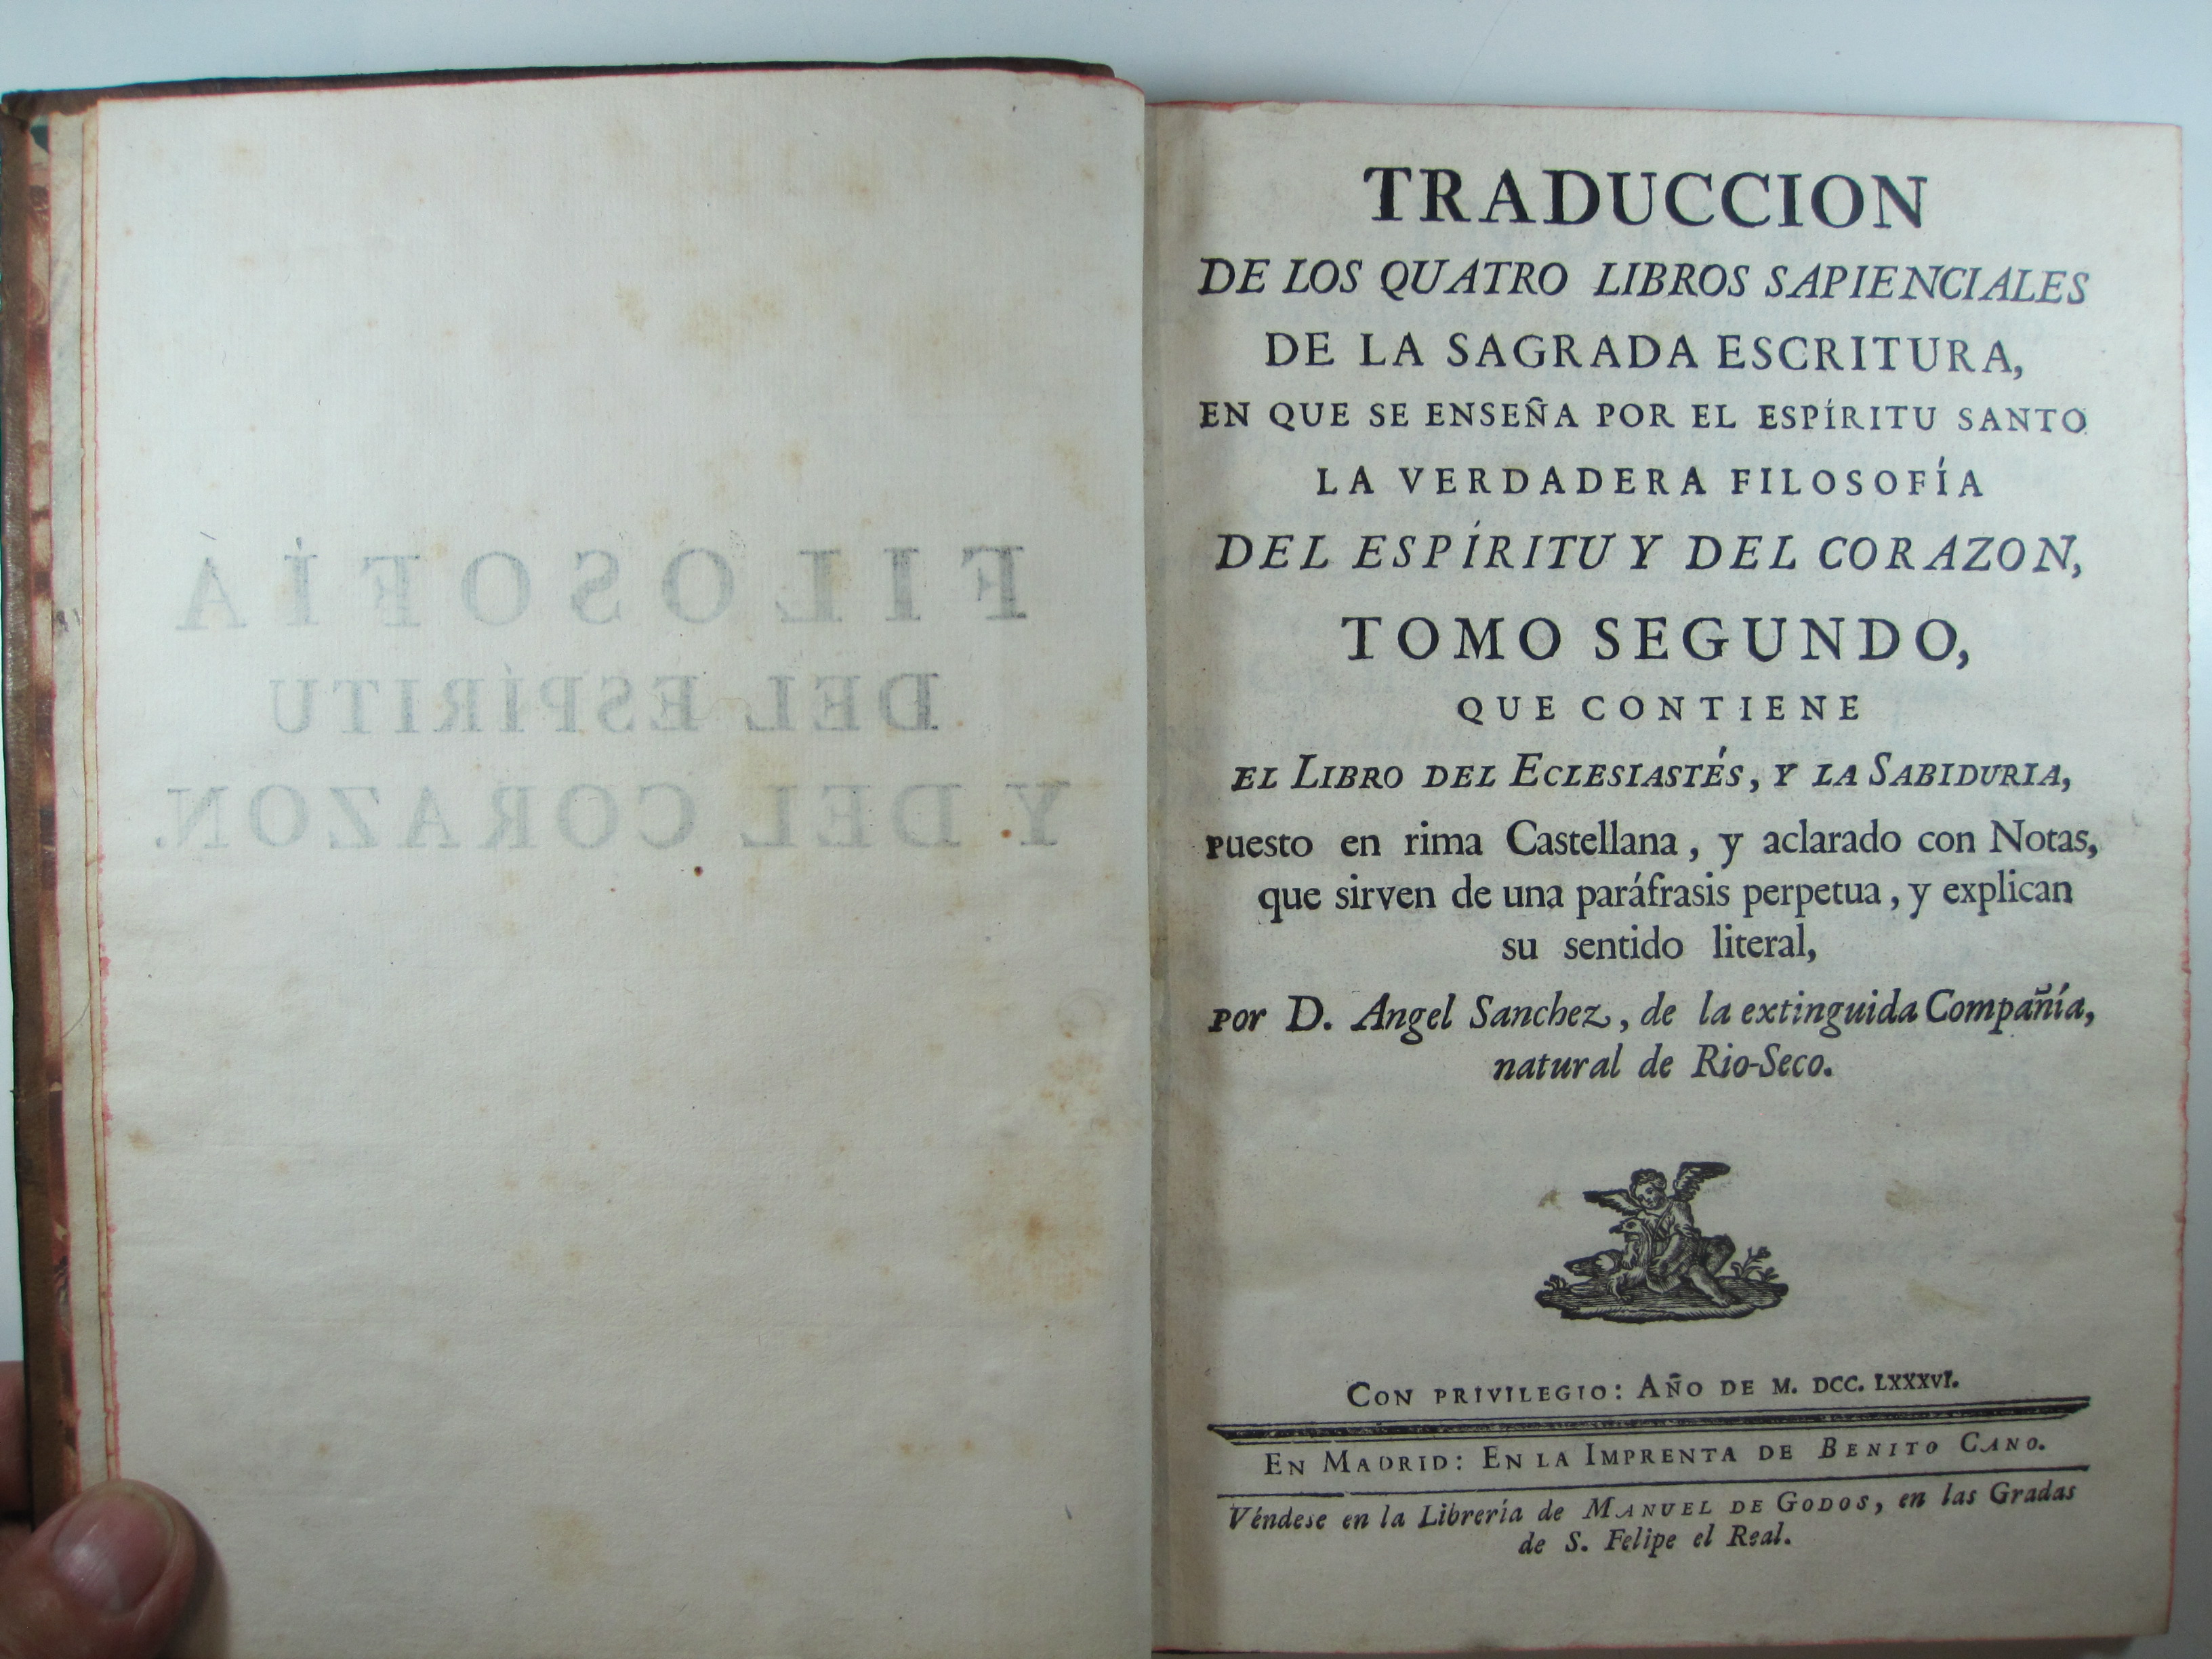 FILOSOFÍA
DEL ESPÍRITU
Y DEL CORAZON.
TRADUCCION
DE LOS QUATRO LIBROS SAPIENCIALES
DE LA SAGRADA ESCRITURA,
EN QUE SE ENSEÑA POR EL ESPÍRITU SANTO
LA VERDADERA FILOSOFÍA
DEL ESPÍRITU Y DEL CORAZON,
TOMO SEGUNDO,
QUE CONTIENE
EL LIBRO DEL ECLESIASTÉS, Y LA SABIDURIA,
Puesto en rima Castellana, y aclarado con Notas,
que sirven de una paráfrasis perpetua, y explican
su sentido literal,
POR D. Angel Sanchez, de la extinguida Compañía,
natural de Rio-Seco.
CON PRIVILEGIO: AÑO DE M. DCC. LXXXVI.
EN MADRID: EN LA IMPRENTA DE BENITO CANO.
Véndese en la Librería de MANUEL DE GODOS, en las Gradas
de S. Felipe el Real.